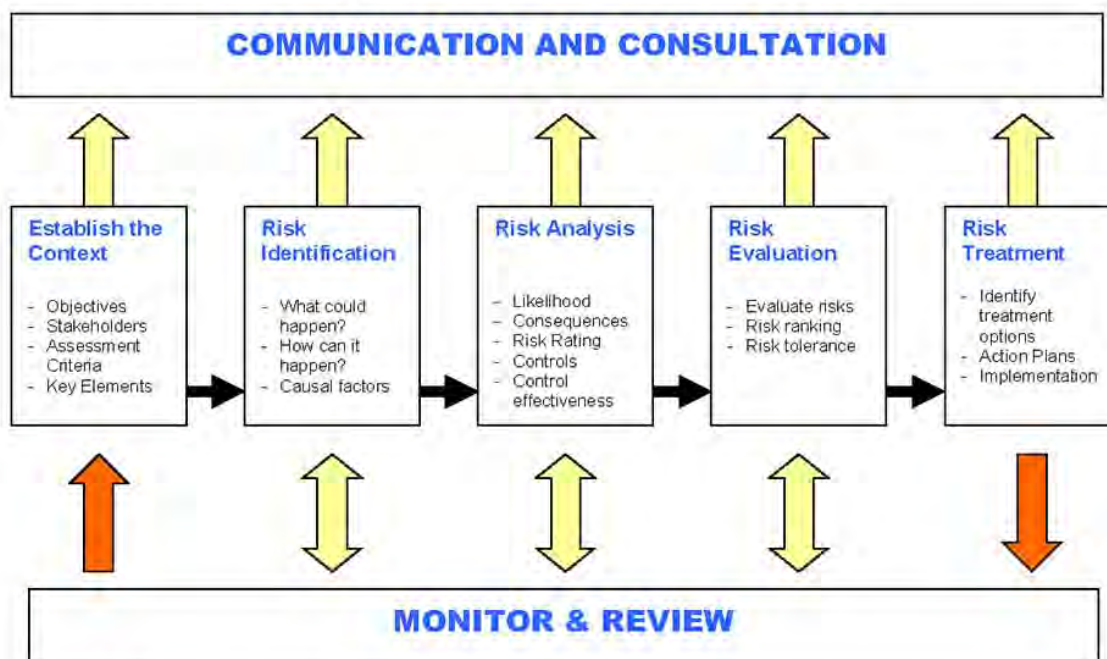 COMMUNICATION AND CONSULTATION
Establish the
Context
- Objectives
- Stakeholders
- Assessment
Criteria
- Key Elements
Risk
Identification
- What could
happen?
- How can it
happen?
- Causal factors
Risk Analysis
- Likelihood
- Consequences
- Risk Rating
- Controls
- Control
effectiveness
Risk
Evaluation
- Evaluate risks
- Risk ranking
- Risk tolerance
Risk
Treatment
- Identify
treatment
options
- Action Plans
- Implementation
MONITOR & REVIEW